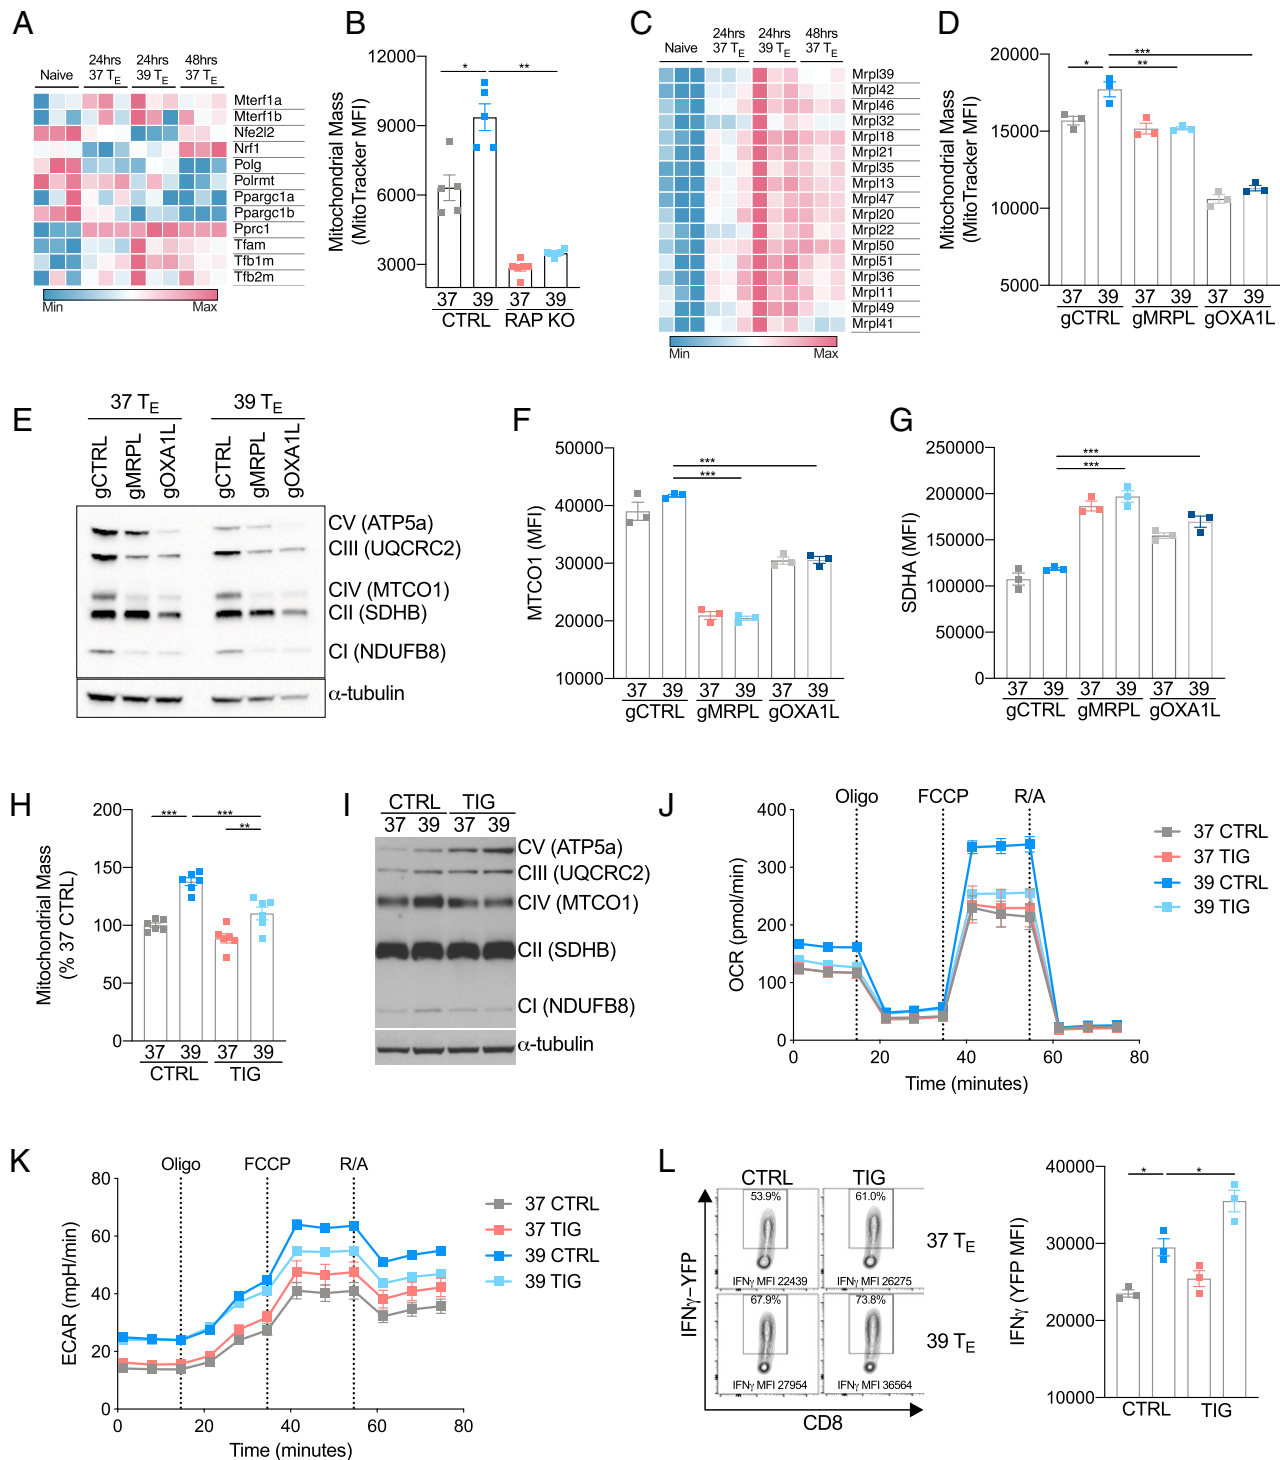 A
Naive
24hrs
37 TE
24hrs
39 TE
48hrs
37 TE
Mterf1a
Mterf1b
Nfe2l2
Nrf1
Polg
Polrmt
Ppargc1a
Ppargc1b
Pprc1
Tfam
Tfb1m
Tfb2m
Min
Max
B
Mitochondrial Mass
(MitoTracker MFI)
12000
9000
6000
3000
*
**
37 39 37 39
CTRL RAP KO
C
Naive
24hrs
37 TE
24hrs
39 TE
48hrs
37 TE
Mrpl39
Mrpl42
Mrpl46
Mrpl32
Mrpl18
Mrpl21
Mrpl35
Mrpl13
Mrpl47
Mrpl20
Mrpl22
Mrpl50
Mrpl51
Mrpl36
Mrpl11
Mrpl49
Mrpl41
Min
Max
D
Mitochondrial Mass
(MitoTracker MFI)
20000
15000
10000
5000
***
* **
37 39 37 39 37 39
gCTRL gMRPL gOXA1L
E
37 TE 39 TE
gCTRL gMRPL gOXA1L gCTRL gMRPL gOXA1L
CV (ATP5a)
CIII (UQCRC2)
CIV (MTCO1)
CII (SDHB)
CI (NDUFB8)
α-tubulin
F
MTCO1 (MFI)
50000
40000
30000
20000
10000
***
***
37 39 37 39 37 39
gCTRL gMRPL gOXA1L
G
SDHA (MFI)
250000
200000
150000
100000
50000
0
***
***
37 39 37 39 37 39
gCTRL gMRPL gOXA1L
H
Mitochondrial Mass
(% 37 CTRL)
200
150
100
50
0
*** ***
**
37 39 37 39
CTRL TIG
I
CTRL TIG
37 39 37 39
CV (ATP5a)
CIII (UQCRC2)
CIV (MTCO1)
CII (SDHB)
CI (NDUFB8)
α-tubulin
J
Oligo FCCP R/A
OCR (pmol/min)
400
300
200
100
0
0 20 40 60 80
Time (minutes)
37 CTRL
37 TIG
39 CTRL
39 TIG
K
Oligo FCCP R/A
ECAR (mpH/min)
80
60
40
20
0
0 20 40 60 80
Time (minutes)
37 CTRL
37 TIG
39 CTRL
39 TIG
L
CTRL TIG
53.9% 61.0%
IFNγ MFI 22439 IFNγ MFI 26275
37 TE
67.9% 73.8%
IFNγ MFI 27954 IFNγ MFI 36564
39 TE
IFNγ–YFP
CD8
IFNγ (YFP MFI)
40000
30000
20000
10000
* *
CTRL TIG